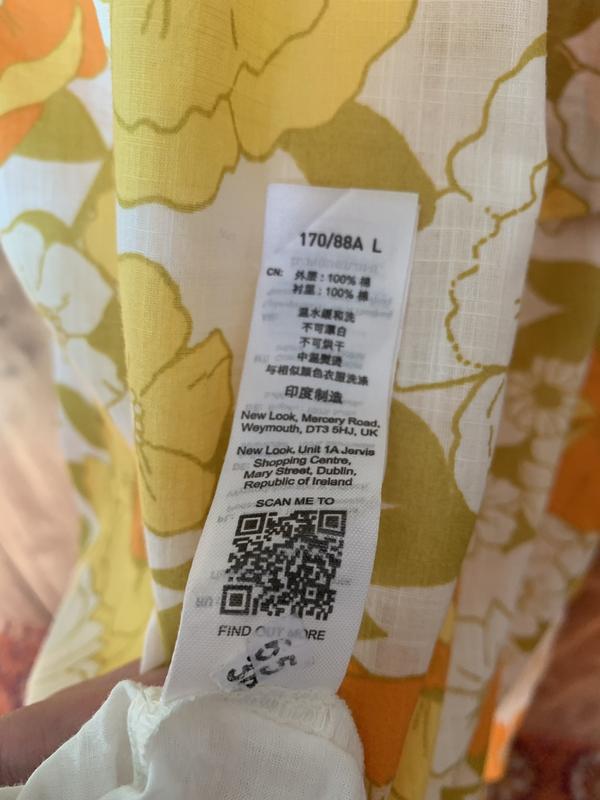 170/88A L
CN: 外层：100% 棉
衬里：100% 棉
温水缓和洗
不可漂白
不可烘干
中温熨烫
与相似颜色衣服洗涤
印度制造
New Look, Mercery Road,
Weymouth, DT3 5HJ, UK
New Look, Unit 1A Jervis
Shopping Centre,
Mary Street, Dublin,
Republic of Ireland
SCAN ME TO
FIND OUT MORE